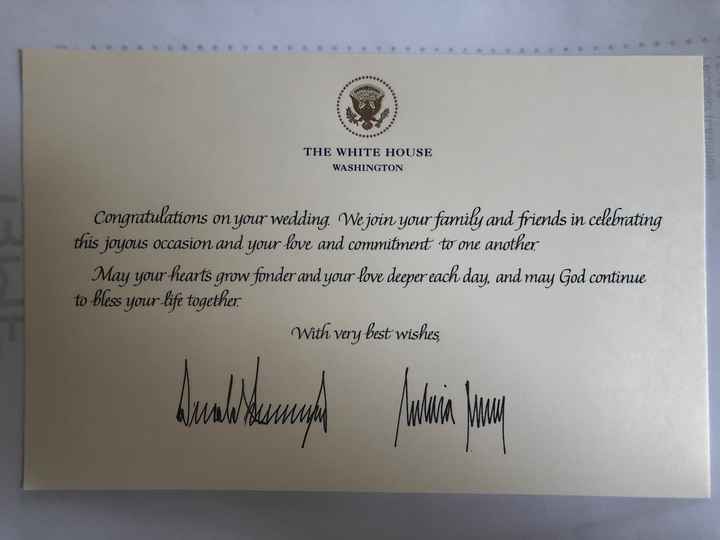 THE WHITE HOUSE
WASHINGTON
Congratulations on your wedding. We join your family and friends in celebrating
this joyous occasion and your love and commitment to one another.
May your hearts grow fonder and your love deeper each day, and may God continue
to bless your life together.
With very best wishes,